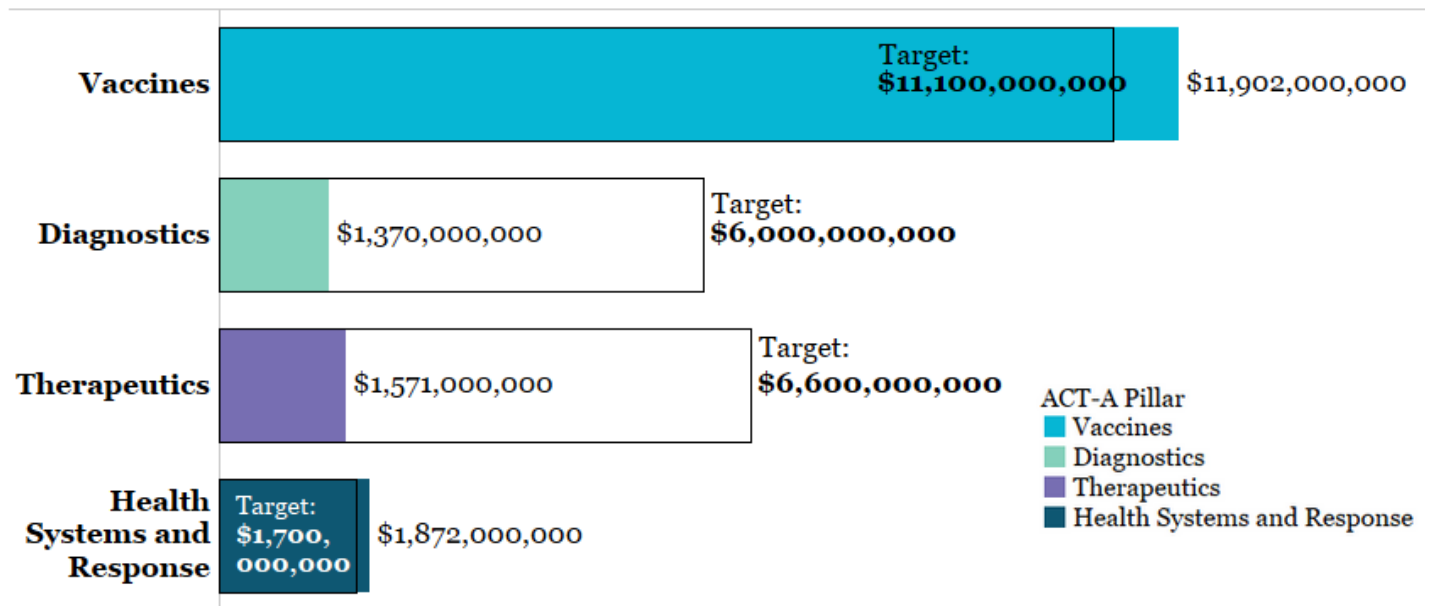 Target:
Vaccines
$11,100,000,000
$11,902,000,000
Target:
Diagnostics
$1,370,000,000
$6,000,000,000
Target:
Therapeutics
$1,571,000,000
$6,600,000,000
ACT-A Pillar
Vaccines
Diagnostics
Therapeutics
Health Systems and Response
Health
Systems and
Response
Target:
$1,700,
000,000
$1,872,000,000